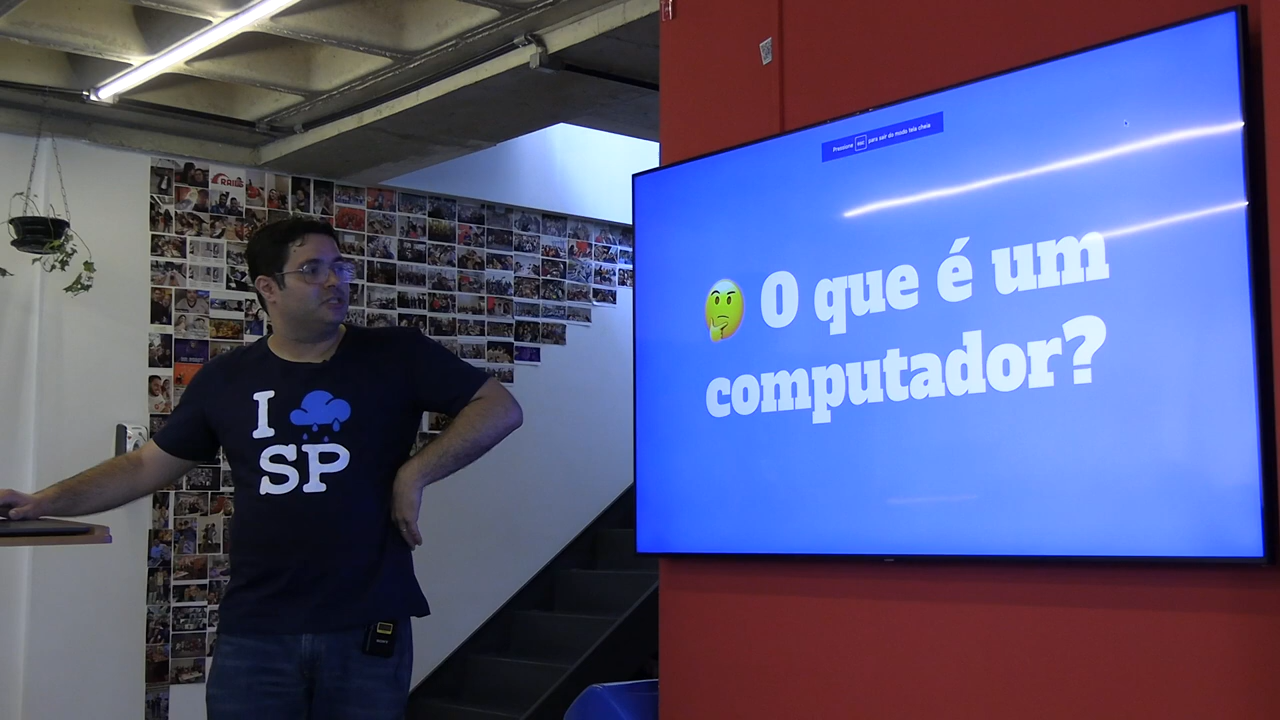 Pressione esc para sair do modo tela cheia
🤔 O que é um
computador?
I
SP